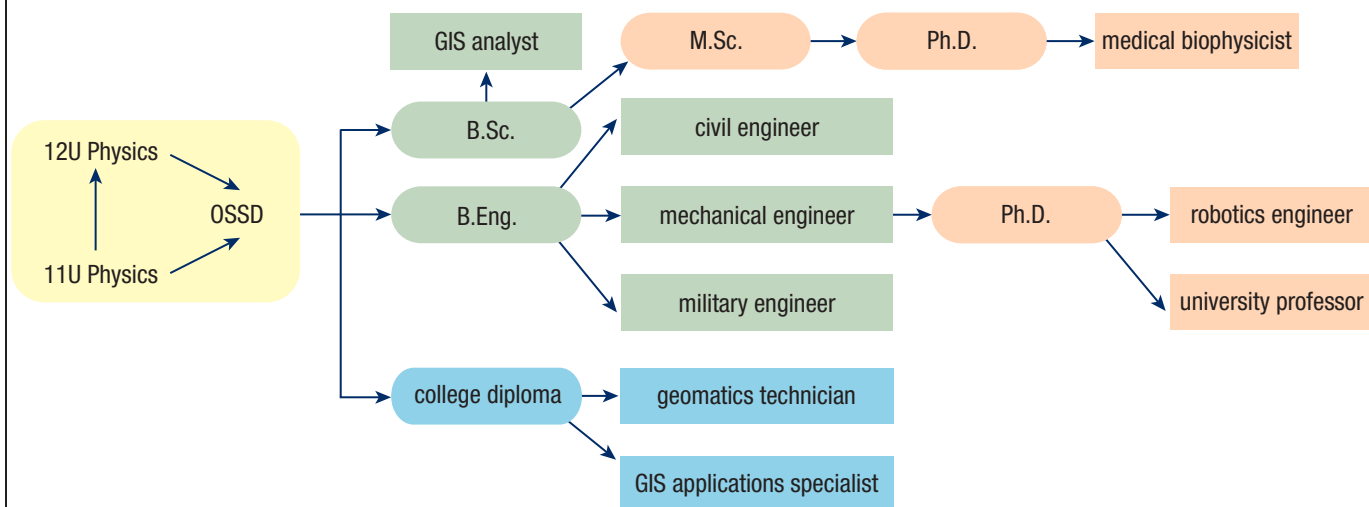 GIS analyst
M.Sc.
Ph.D.
medical biophysicist
B.Sc.
civil engineer
12U Physics
OSSD
11U Physics
B.Eng.
mechanical engineer
Ph.D.
robotics engineer
military engineer
university professor
college diploma
geomatics technician
GIS applications specialist